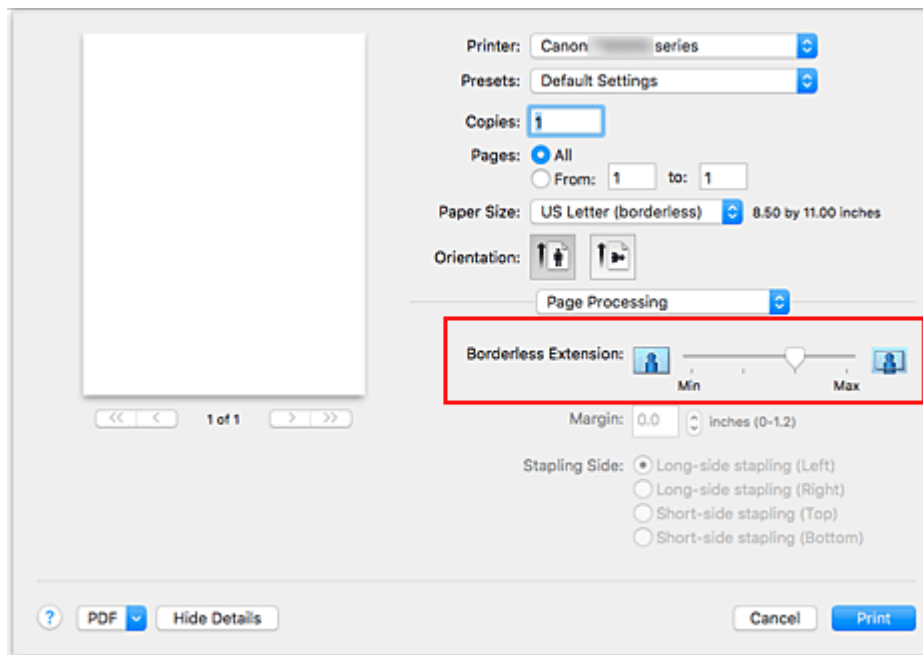 Printer: Canon series
Presets: Default Settings
Copies: 1
Pages: All
From: 1 to: 1
Paper Size: US Letter (borderless) 8.50 by 11.00 inches
Orientation:
Page Processing
Borderless Extension:
Min Max
1 of 1
Margin: 0.0 inches (0-1.2)
Stapling Side: Long-side stapling (Left)
Long-side stapling (Right)
Short-side stapling (Top)
Short-side stapling (Bottom)
? PDF Hide Details Cancel Print